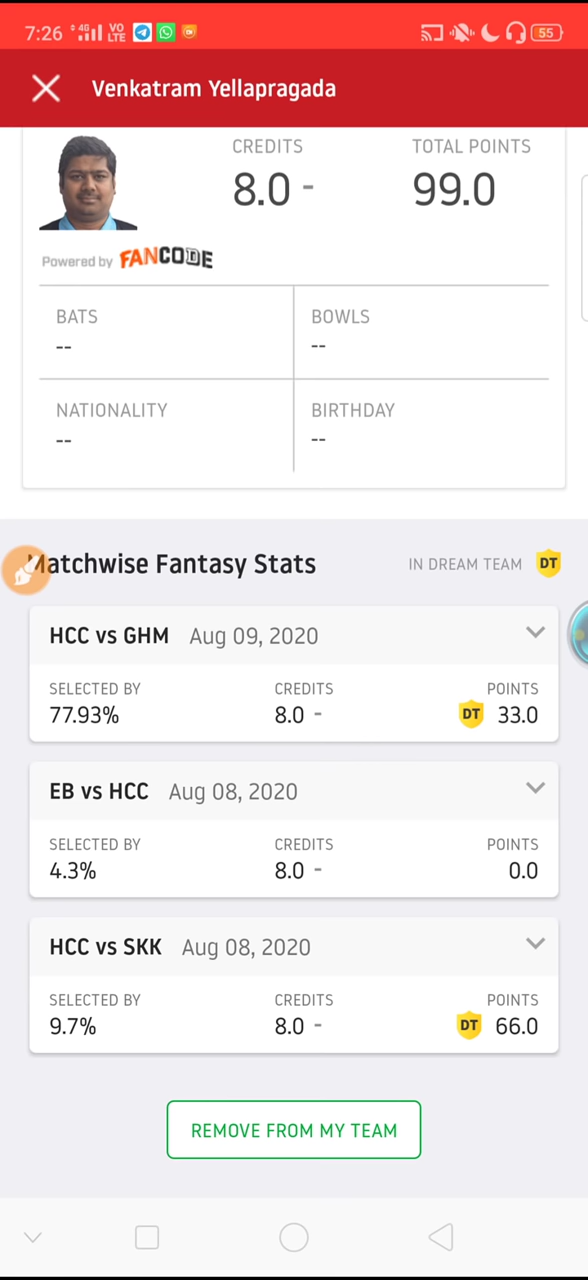 7:26 4G VO LTE 55
Venkatram Yellapragada
CREDITS TOTAL POINTS
8.0 - 99.0
Powered by FANCODE
BATS BOWLS
-- --
NATIONALITY BIRTHDAY
-- --
Matchwise Fantasy Stats IN DREAM TEAM DT
HCC vs GHM Aug 09, 2020
SELECTED BY CREDITS POINTS
77.93% 8.0 - DT 33.0
EB vs HCC Aug 08, 2020
SELECTED BY CREDITS POINTS
4.3% 8.0 - 0.0
HCC vs SKK Aug 08, 2020
SELECTED BY CREDITS POINTS
9.7% 8.0 - DT 66.0
REMOVE FROM MY TEAM